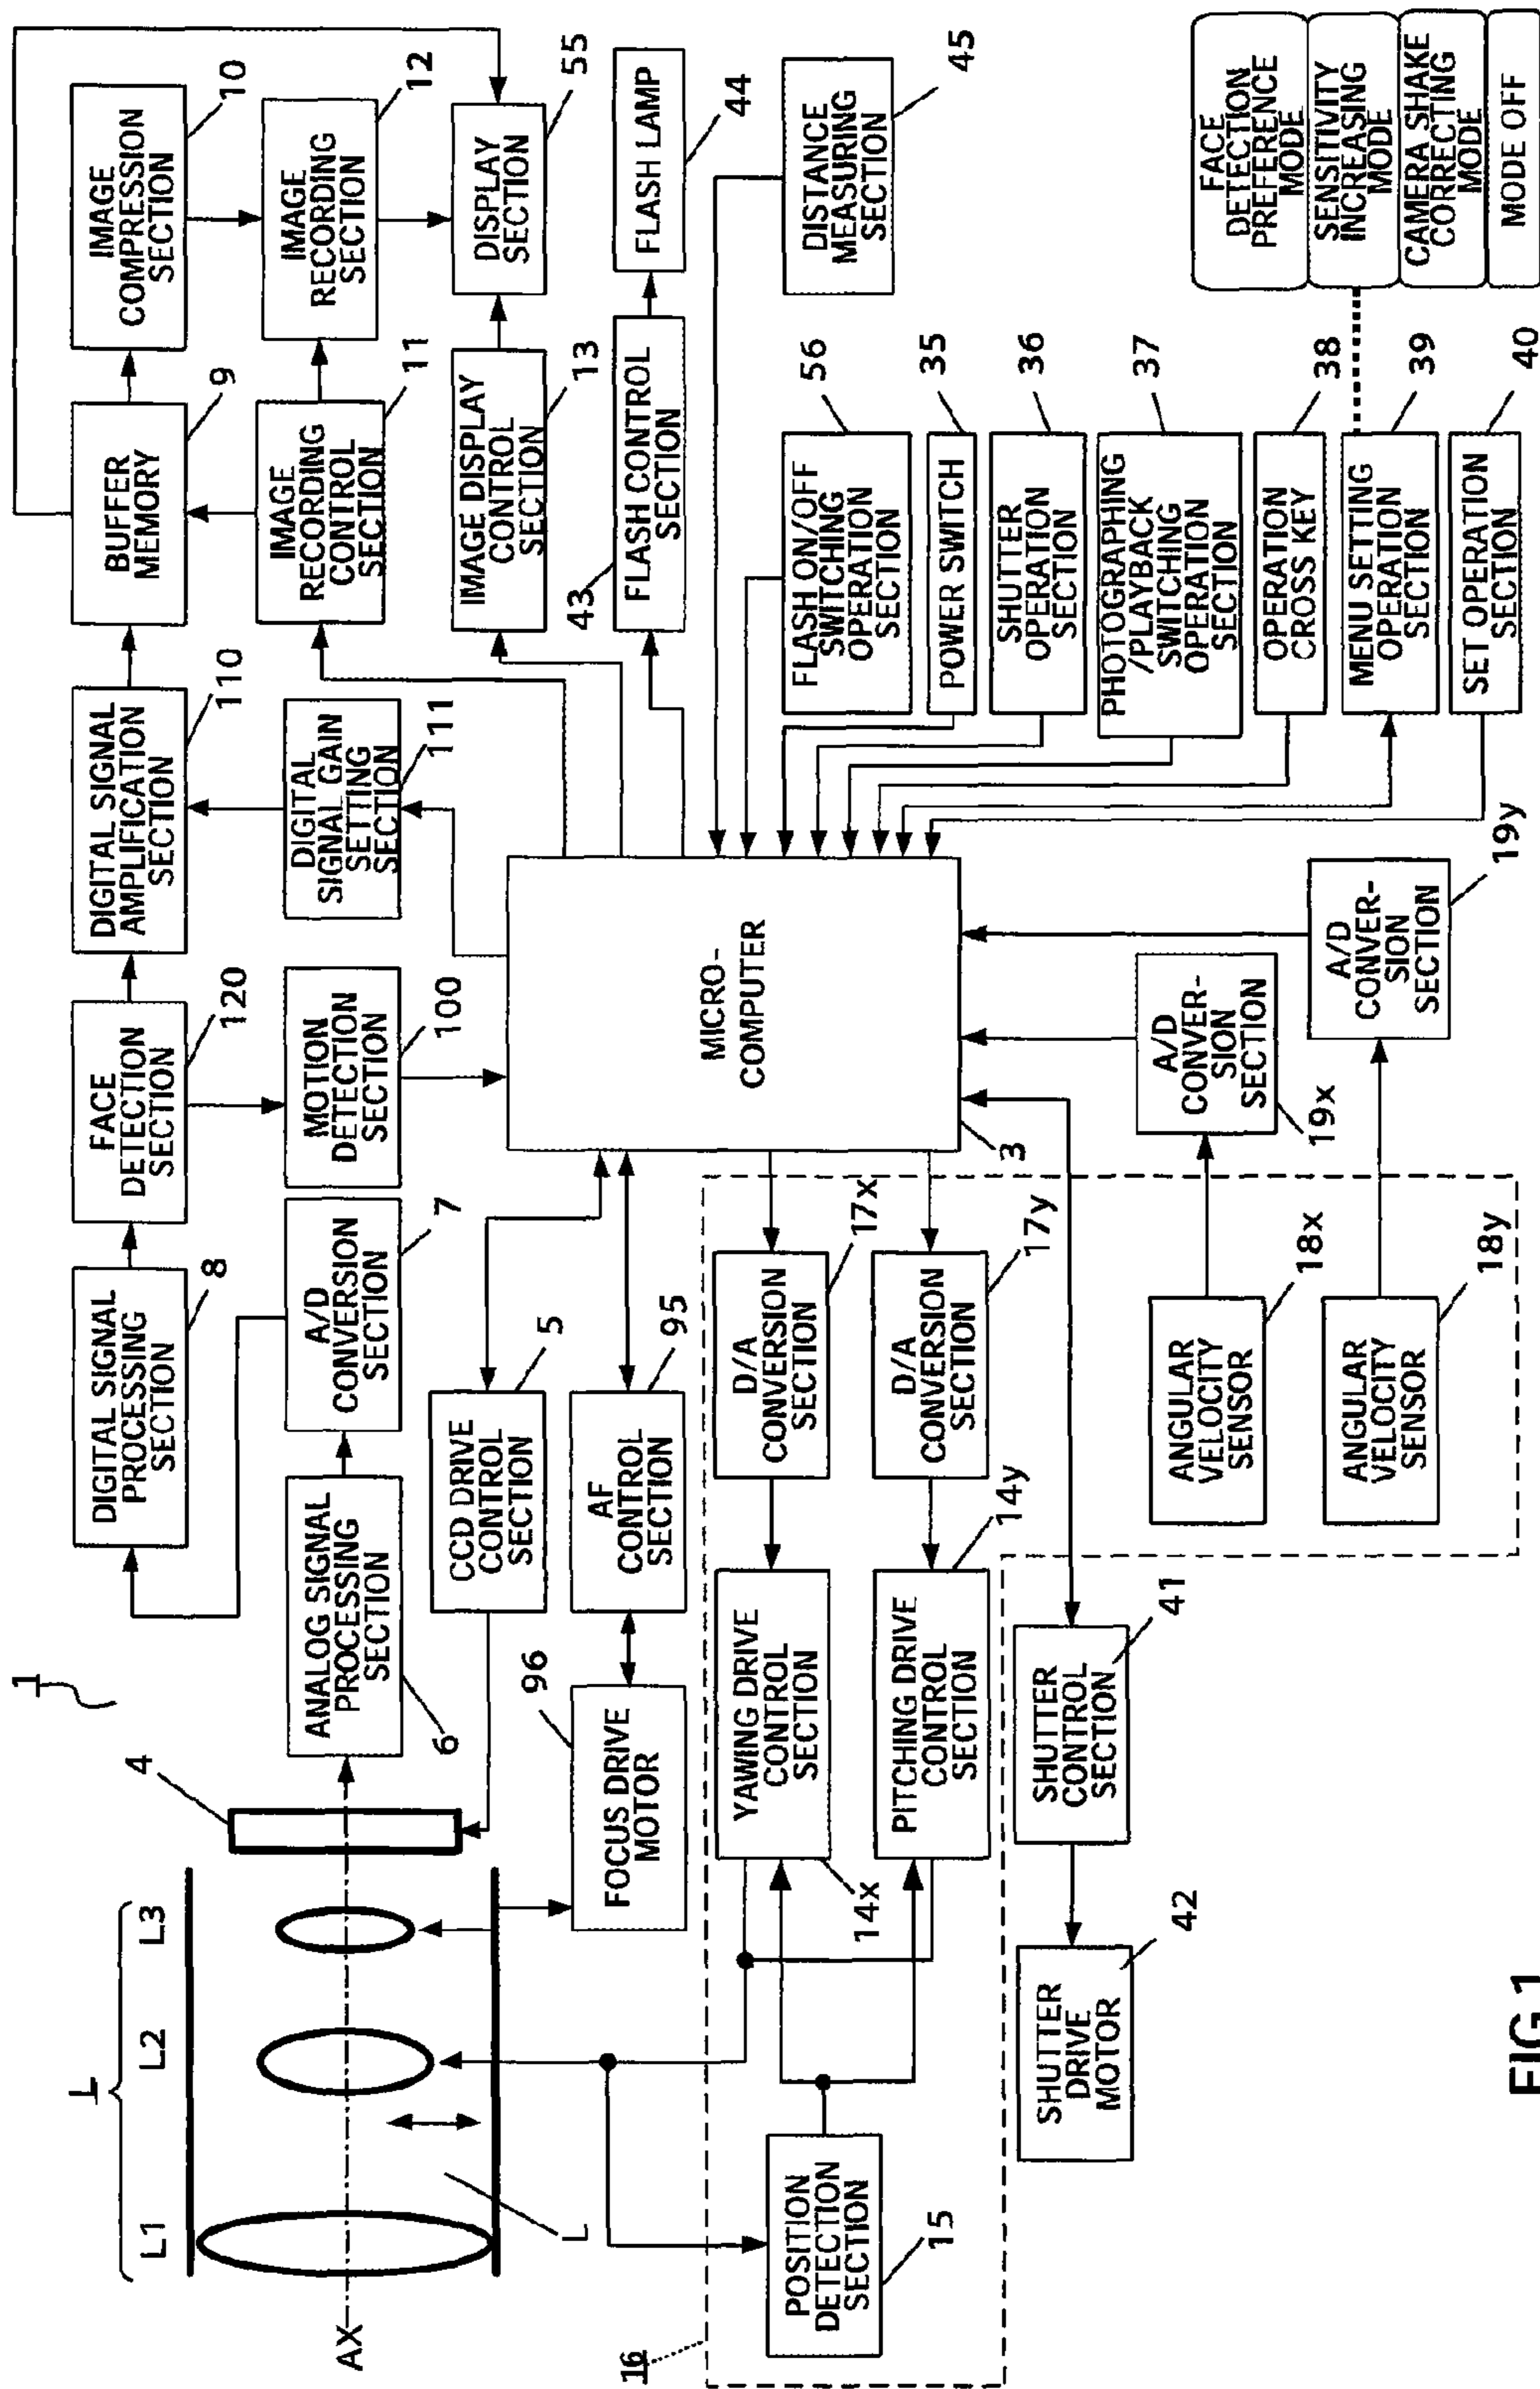 1
L
L1
L2
L3
AX
L
4
ANALOG SIGNAL
PROCESSING
SECTION
6
A/D
CONVERSION
SECTION
7
DIGITAL SIGNAL
PROCESSING
SECTION
8
FACE
DETECTION
SECTION
120
MOTION
DETECTION
SECTION
100
DIGITAL SIGNAL
AMPLIFICATION
SECTION
110
DIGITAL
SIGNAL GAIN
SETTING
SECTION
111
BUFFER
MEMORY
9
IMAGE
COMPRESSION
SECTION
10
IMAGE
RECORDING
CONTROL
SECTION
11
IMAGE
RECORDING
SECTION
12
IMAGE DISPLAY
CONTROL
SECTION
13
DISPLAY
SECTION
55
43
FLASH CONTROL
SECTION
FLASH LAMP
44
DISTANCE
MEASURING
SECTION
45
CCD DRIVE
CONTROL
SECTION
5
96
FOCUS DRIVE
MOTOR
AF
CONTROL
SECTION
95
MICRO-
COMPUTER
3
16
POSITION
DETECTION
SECTION
15
YAWING DRIVE
CONTROL
SECTION
14x
D/A
CONVERSION
SECTION
17x
PITCHING DRIVE
CONTROL
SECTION
14y
D/A
CONVERSION
SECTION
17y
SHUTTER
DRIVE
MOTOR
42
SHUTTER
CONTROL
SECTION
41
ANGULAR
VELOCITY
SENSOR
18x
ANGULAR
VELOCITY
SENSOR
18y
A/D
CONVER-
SION
SECTION
19x
A/D
CONVER-
SION
SECTION
19y
FLASH ON/OFF
SWITCHING
OPERATION
SECTION
56
POWER SWITCH
35
SHUTTER
OPERATION
SECTION
36
PHOTOGRAPHING
/PLAYBACK
SWITCHING
OPERATION
SECTION
37
OPERATION
CROSS KEY
38
MENU SETTING
OPERATION
SECTION
39
SET OPERATION
SECTION
40
FACE
DETECTION
PREFERENCE
MODE
SENSITIVITY
INCREASING
MODE
CAMERA SHAKE
CORRECTING
MODE
MODE OFF
FIG.1